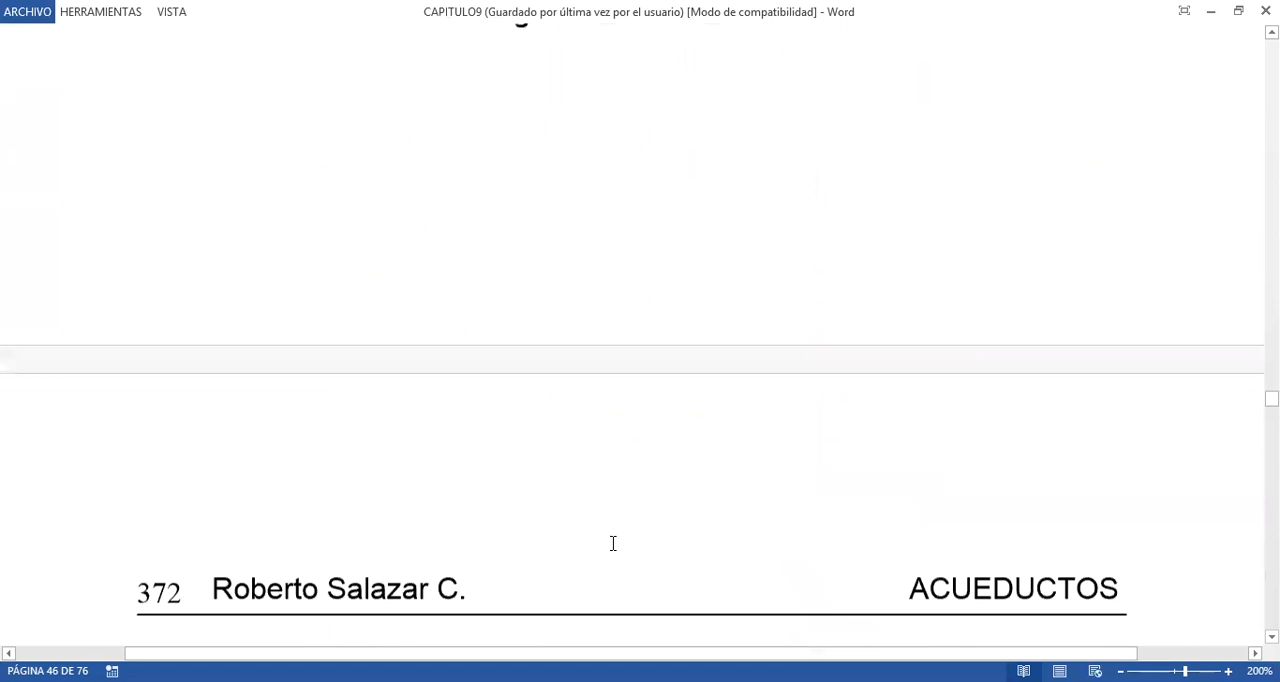 ARCHIVO HERRAMIENTAS VISTA CAPITULO9 (Guardado por última vez por el usuario) [Modo de compatibilidad] - Word
372 Roberto Salazar C. ACUEDUCTOS
PÁGINA 46 DE 76 200%